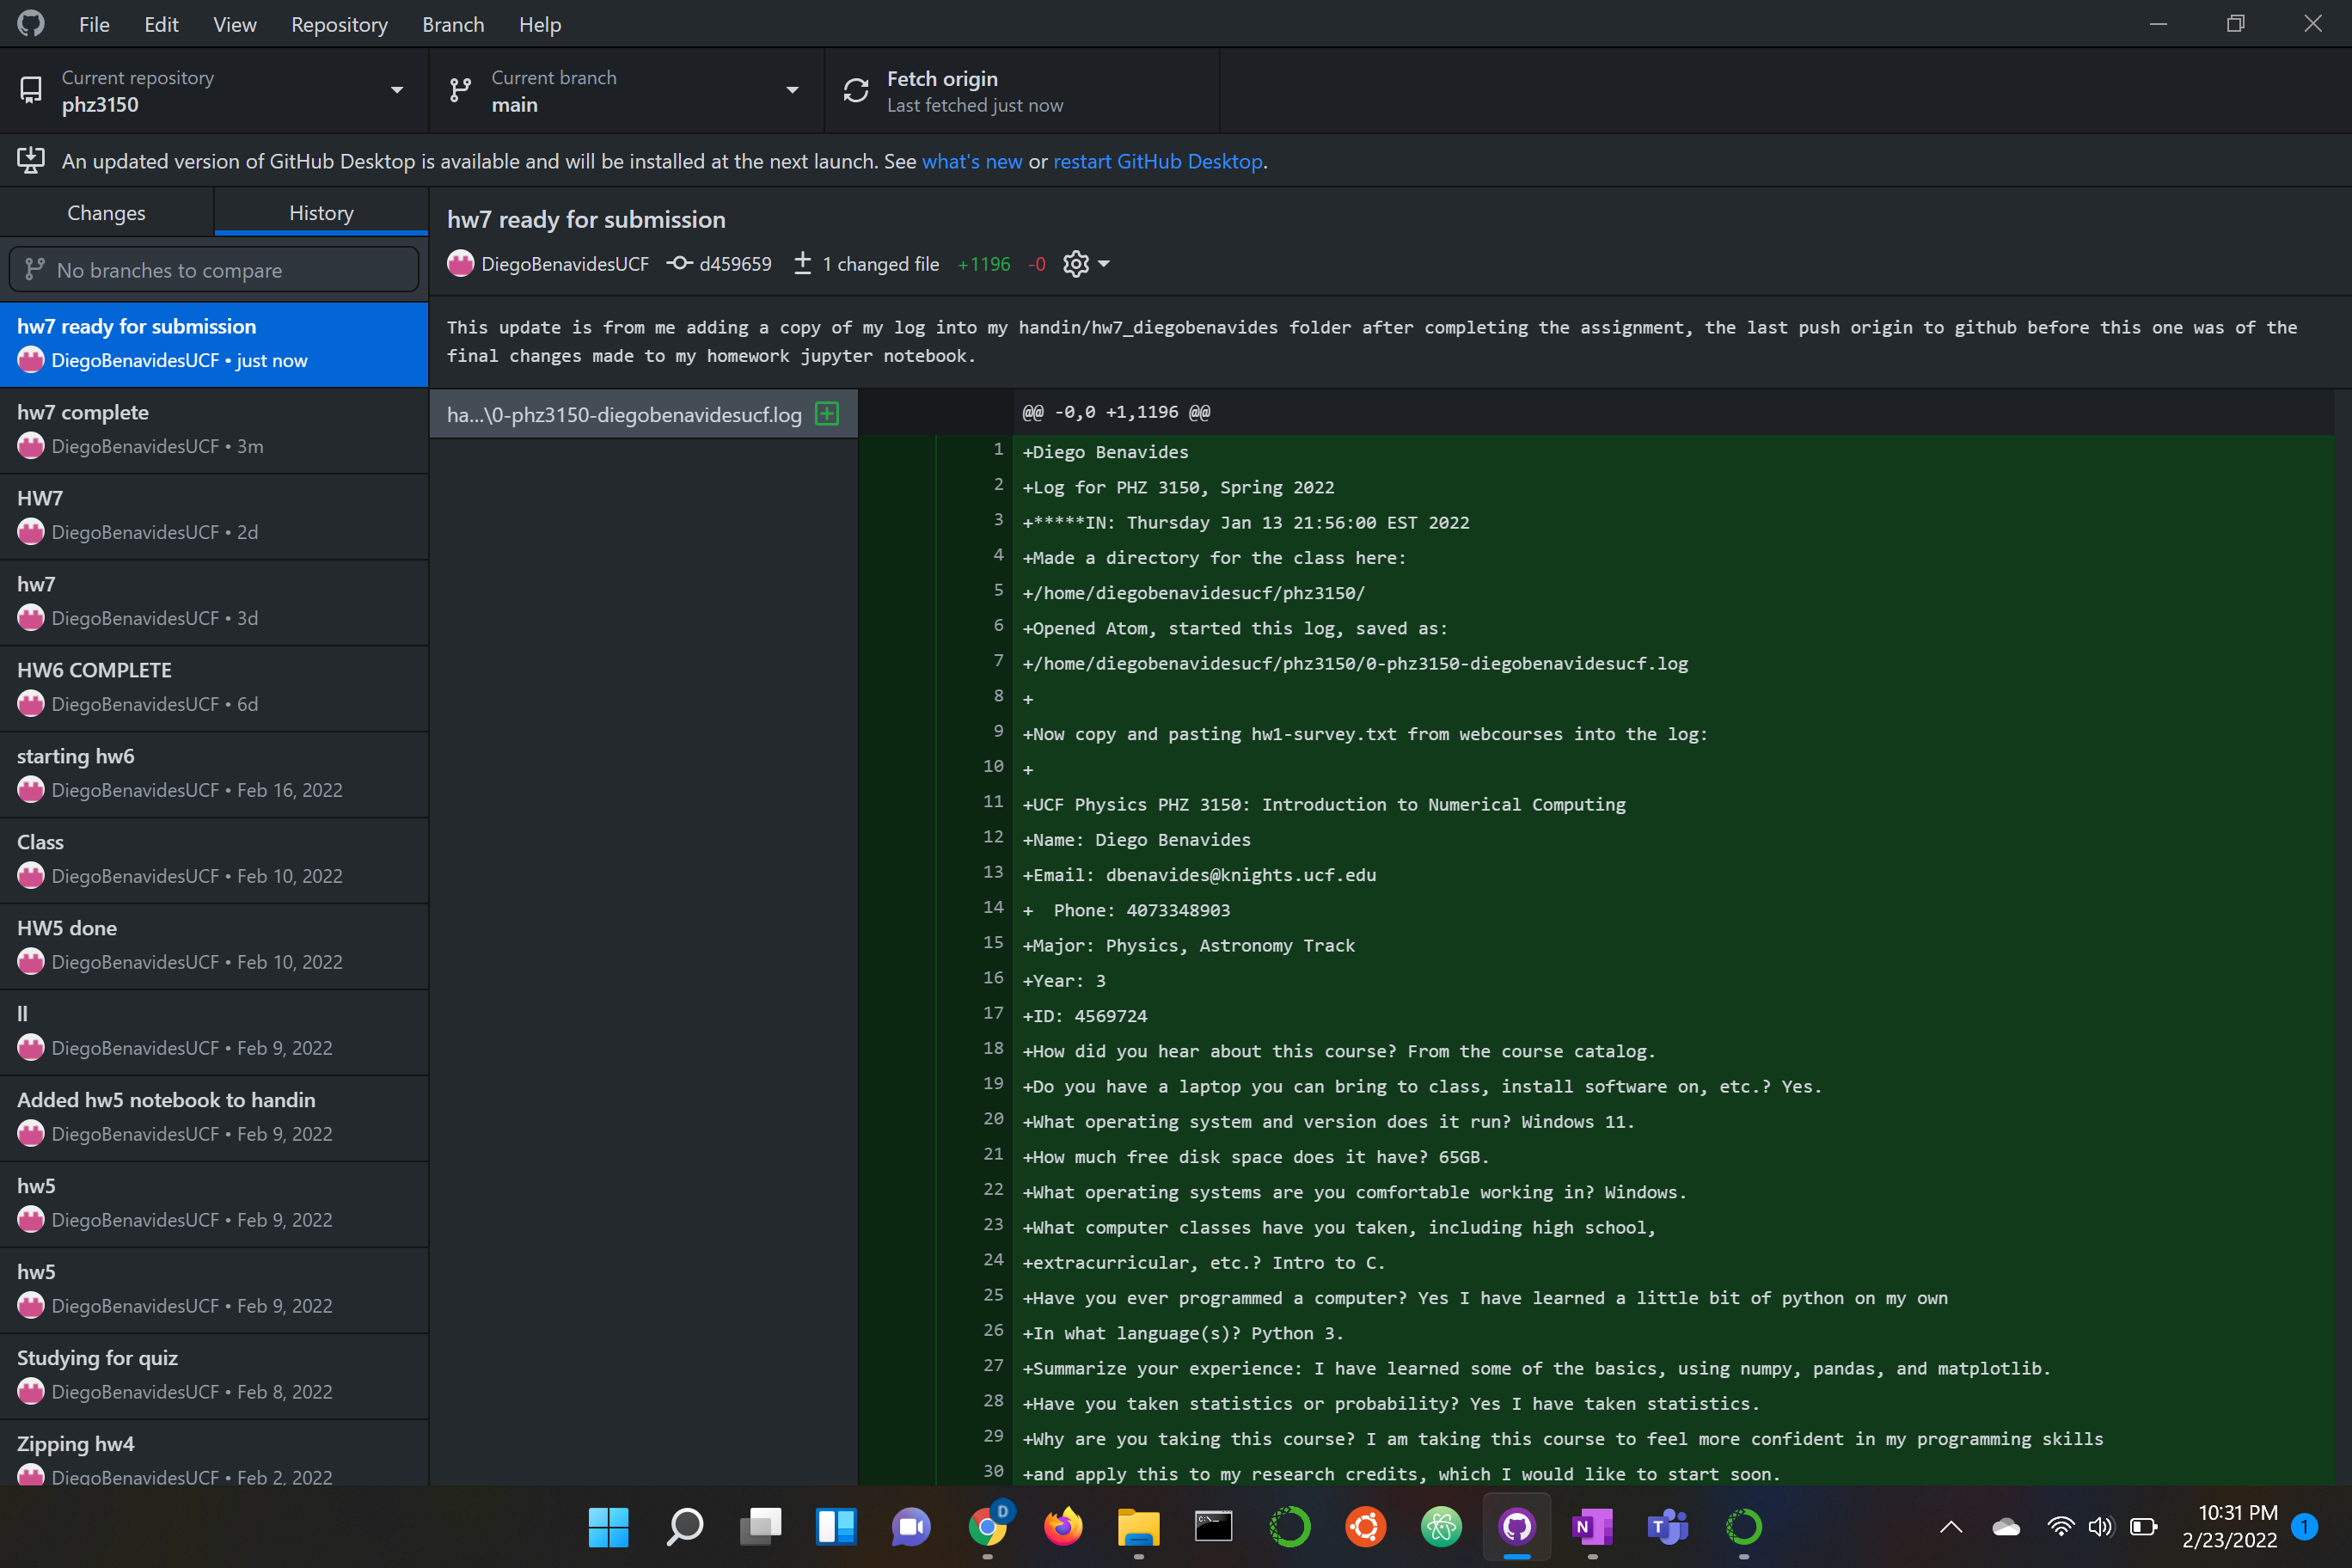 File Edit View Repository Branch Help
Current repository
phz3150
Current branch
main
Fetch origin
Last fetched just now
An updated version of GitHub Desktop is available and will be installed at the next launch. See what's new or restart GitHub Desktop.
Changes
History
No branches to compare
hw7 ready for submission
DiegoBenavidesUCF • just now
hw7 complete
DiegoBenavidesUCF • 3m
HW7
DiegoBenavidesUCF • 2d
hw7
DiegoBenavidesUCF • 3d
HW6 COMPLETE
DiegoBenavidesUCF • 6d
starting hw6
DiegoBenavidesUCF • Feb 16, 2022
Class
DiegoBenavidesUCF • Feb 10, 2022
HW5 done
DiegoBenavidesUCF • Feb 10, 2022
ll
DiegoBenavidesUCF • Feb 9, 2022
Added hw5 notebook to handin
DiegoBenavidesUCF • Feb 9, 2022
hw5
DiegoBenavidesUCF • Feb 9, 2022
hw5
DiegoBenavidesUCF • Feb 9, 2022
Studying for quiz
DiegoBenavidesUCF • Feb 8, 2022
Zipping hw4
DiegoBenavidesUCF • Feb 2, 2022
hw7 ready for submission
DiegoBenavidesUCF d459659 1 changed file +1196 -0
This update is from me adding a copy of my log into my handin/hw7_diegobenavides folder after completing the assignment, the last push origin to github before this one was of the
final changes made to my homework jupyter notebook.
ha...\0-phz3150-diegobenavidesucf.log
@@ -0,0 +1,1196 @@
1 +Diego Benavides
2 +Log for PHZ 3150, Spring 2022
3 +*****IN: Thursday Jan 13 21:56:00 EST 2022
4 +Made a directory for the class here:
5 +/home/diegobenavidesucf/phz3150/
6 +Opened Atom, started this log, saved as:
7 +/home/diegobenavidesucf/phz3150/0-phz3150-diegobenavidesucf.log
8 +
9 +Now copy and pasting hw1-survey.txt from webcourses into the log:
10 +
11 +UCF Physics PHZ 3150: Introduction to Numerical Computing
12 +Name: Diego Benavides
13 +Email: dbenavides@knights.ucf.edu
14 +  Phone: 4073348903
15 +Major: Physics, Astronomy Track
16 +Year: 3
17 +ID: 4569724
18 +How did you hear about this course? From the course catalog.
19 +Do you have a laptop you can bring to class, install software on, etc.? Yes.
20 +What operating system and version does it run? Windows 11.
21 +How much free disk space does it have? 65GB.
22 +What operating systems are you comfortable working in? Windows.
23 +What computer classes have you taken, including high school,
24 +extracurricular, etc.? Intro to C.
25 +Have you ever programmed a computer? Yes I have learned a little bit of python on my own
26 +In what language(s)? Python 3.
27 +Summarize your experience: I have learned some of the basics, using numpy, pandas, and matplotlib.
28 +Have you taken statistics or probability? Yes I have taken statistics.
29 +Why are you taking this course? I am taking this course to feel more confident in my programming skills
30 +and apply this to my research credits, which I would like to start soon.
D
N
T
10:31 PM
2/23/2022
1